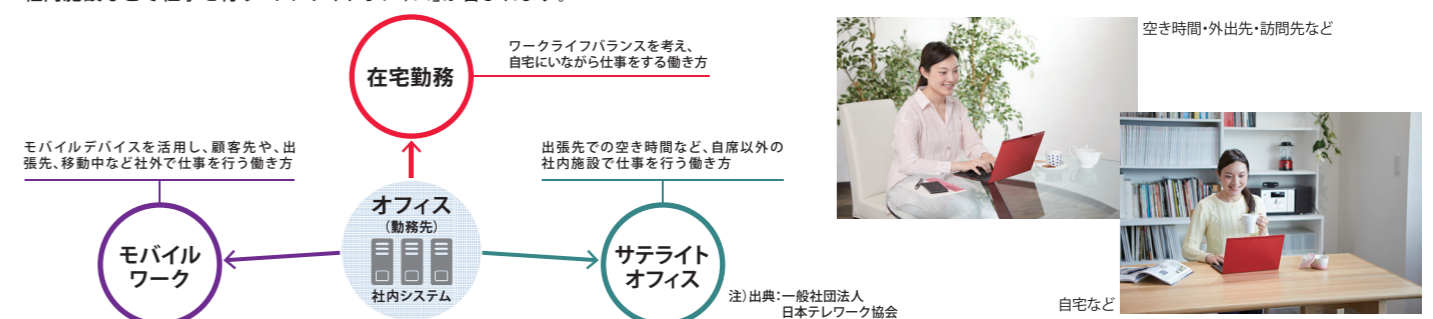 在宅勤務
ワークライフバランスを考え、
自宅にいながら仕事をする働き方
モバイルデバイスを活用し、顧客先や、出
張先、移動中など社外で仕事を行う働き方
出張先での空き時間など、自席以外の
社内施設で仕事を行う働き方
オフィス
(勤務先)
社内システム
モバイル
ワーク
サテライト
オフィス
注)出典:一般社団法人
日本テレワーク協会
空き時間・外出先・訪問先など
自宅など